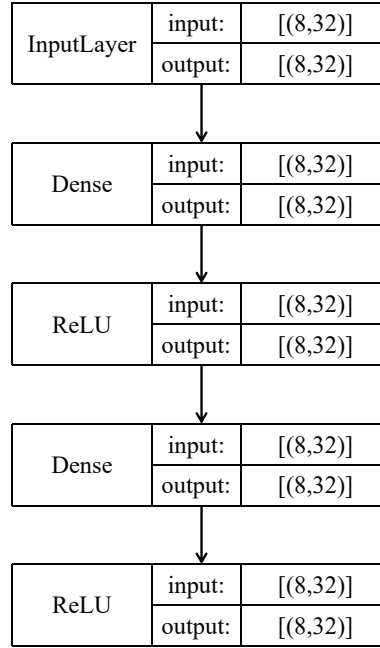 InputLayer
input: [(8,32)]
output: [(8,32)]
Dense
input: [(8,32)]
output: [(8,32)]
ReLU
input: [(8,32)]
output: [(8,32)]
Dense
input: [(8,32)]
output: [(8,32)]
ReLU
input: [(8,32)]
output: [(8,32)]